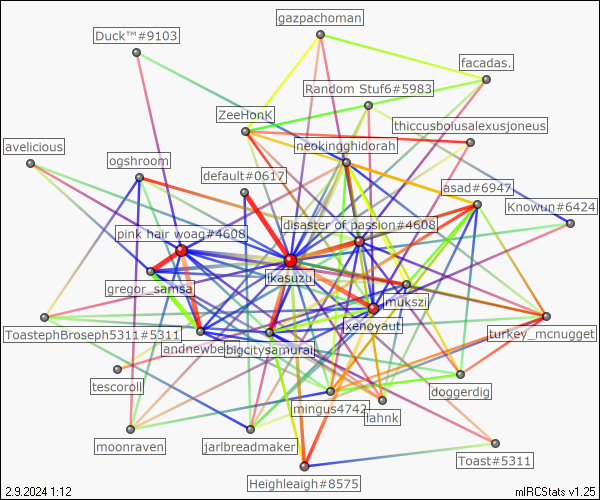 gazpachoman
Duck™#9103
facadas.
Random Stuf6#5983
ZeeHonK
thiccusboiusalexusjoneus
avelicious
neokingghidorah
ogshroom
default#0617
asad#6947
Knowun#6424
disaster of passion#4608
pink hair woag#4608
ikasuzu
gregor_samsa
mukszi
xenoyaut
ToastephBroseph5311#5311
turkey_mcnugget
andnewbelgic
bigcitysamurai
tescoroll
doggerdig
mingus4742
lahnk
moonraven
jarlbreadmaker
Toast#5311
Heighleaigh#8575
2.9.2024 1:12
mIRCStats v1.25